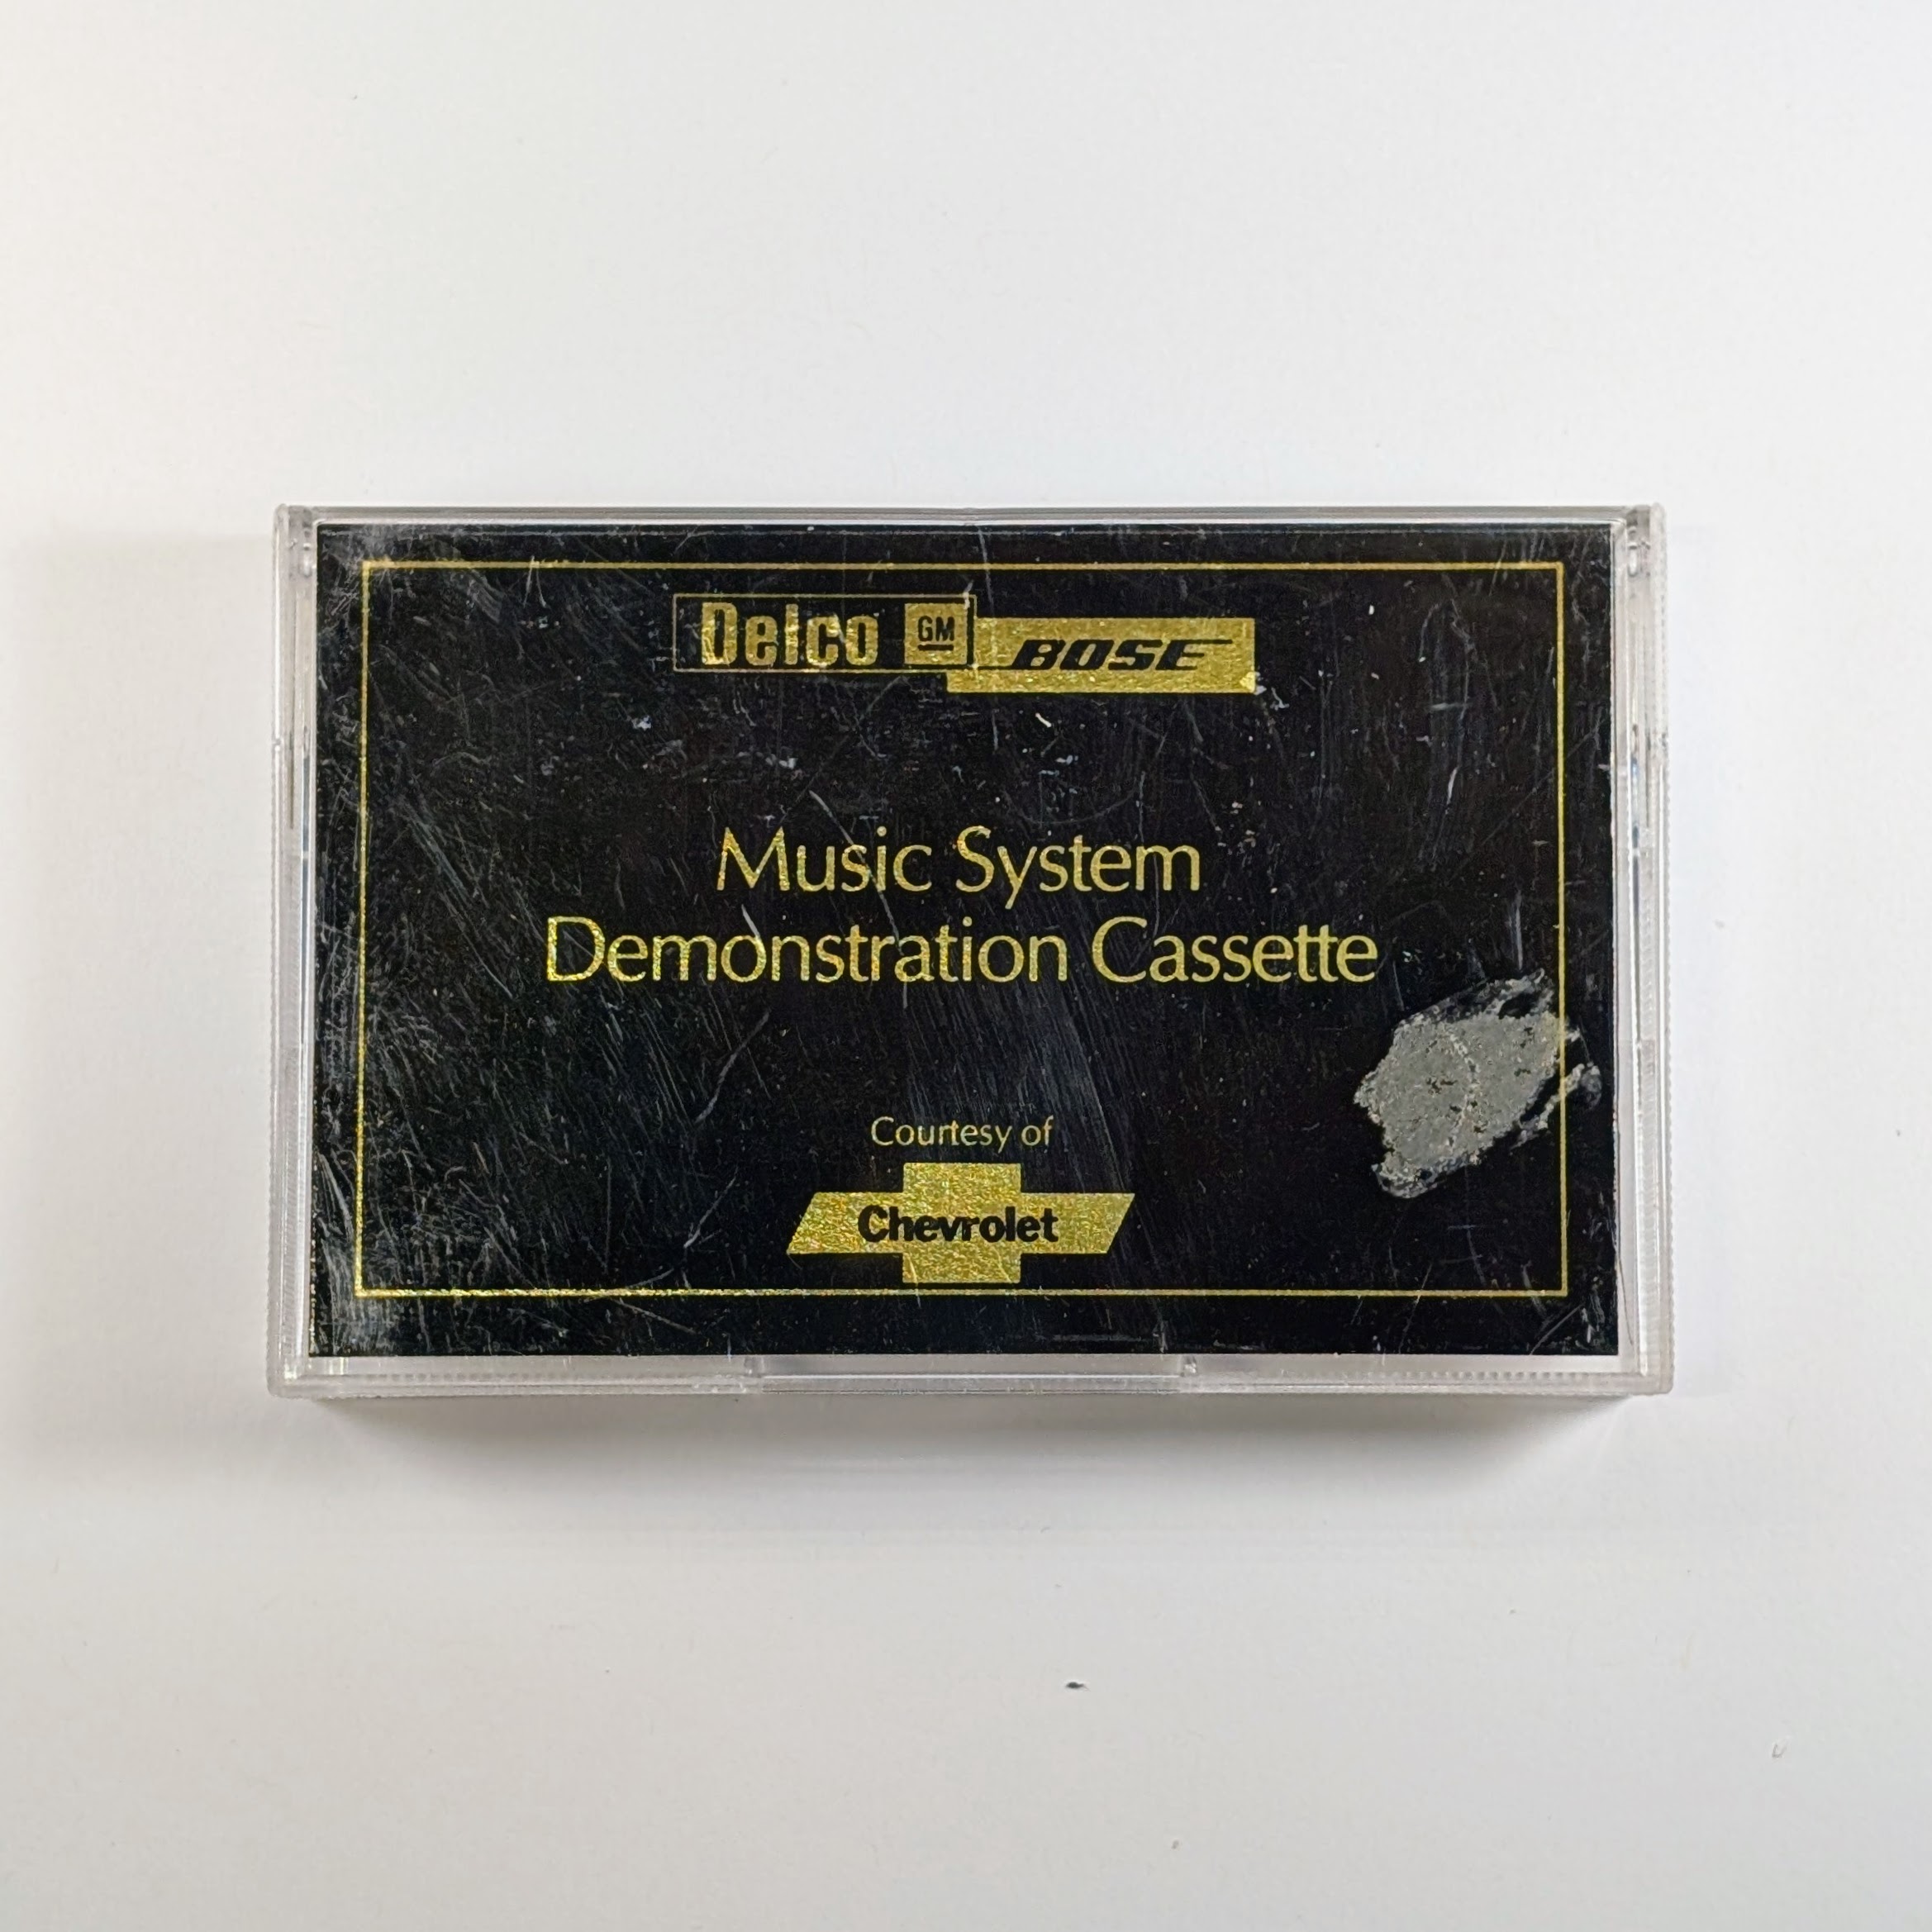 Delco GM BOSE
Music System
Demonstration Cassette
Courtesy of
Chevrolet